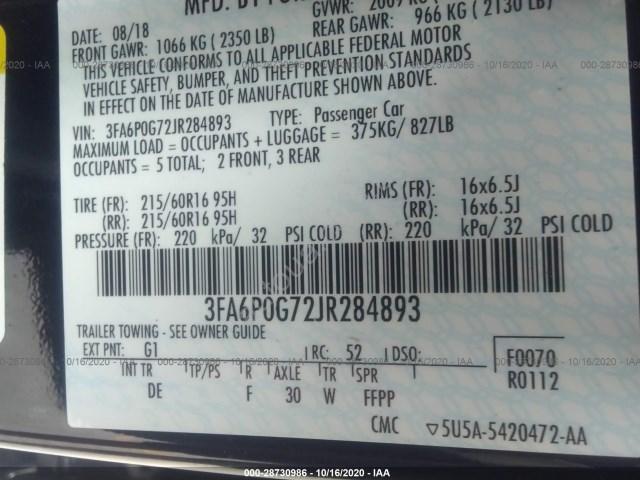 MFD. BY FOR
GVWR: 2009 KG
DATE: 08/18
REAR GAWR: 966 KG ( 2130 LB)
FRONT GAWR: 1066 KG ( 2350 LB)
THIS VEHICLE CONFORMS TO ALL APPLICABLE FEDERAL MOTOR
VEHICLE SAFETY, BUMPER, AND THEFT PREVENTION STANDARDS
IN EFFECT ON THE DATE OF MANUFACTURE SHOWN ABOVE.
VIN: 3FA6P0G72JR284893 TYPE: Passenger Car
MAXIMUM LOAD = OCCUPANTS + LUGGAGE = 375KG/ 827LB
OCCUPANTS = 5 TOTAL; 2 FRONT, 3 REAR
TIRE (FR): 215/60R16 95H RIMS (FR): 16x6.5J
(RR): 215/60R16 95H (RR): 16x6.5J
PRESSURE (FR): 220 kPa/ 32 PSI COLD (RR): 220 kPa/ 32 PSI COLD
3FA6P0G72JR284893
TRAILER TOWING - SEE OWNER GUIDE
EXT PNT: G1 RC: 52 DSO: F0070
INT TR TP/PS R AXLE TR SPR R0112
DE F 30 W FFPP
CMC ▽5U5A-5420472-AA
000-28730986 - 10/16/2020 - IAA